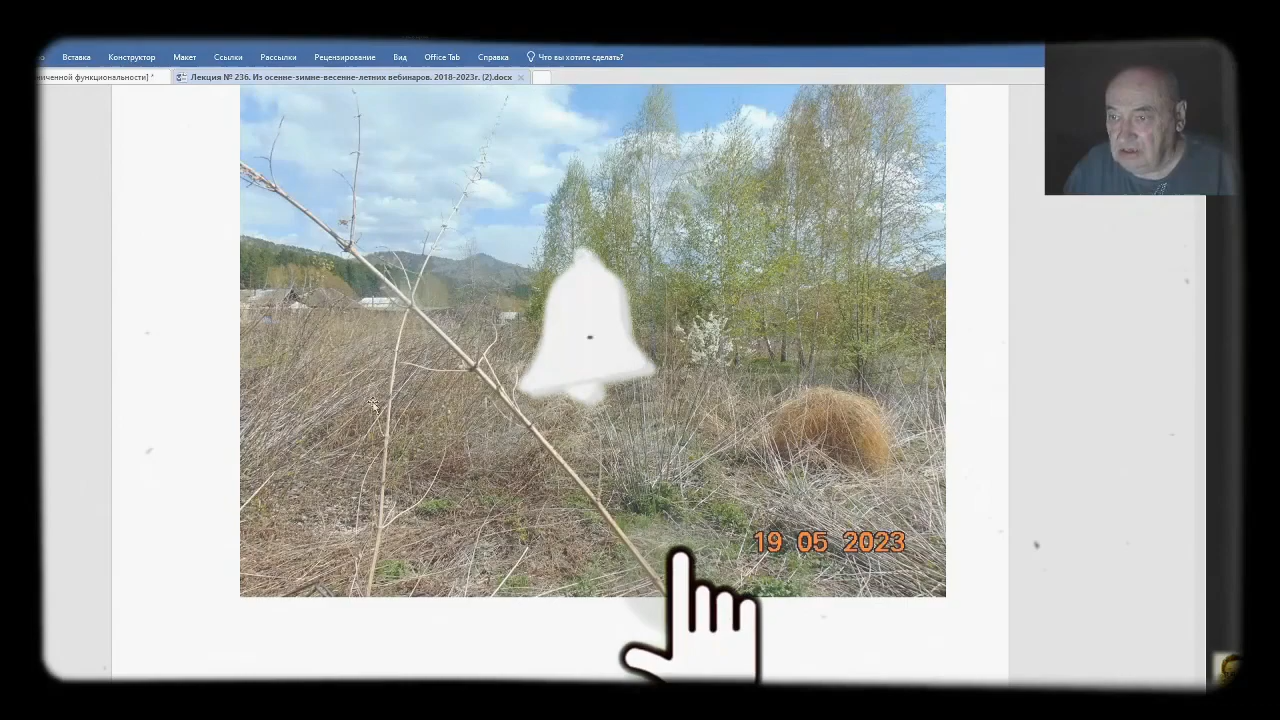 Вставка Конструктор Макет Ссылки Рассылки Рецензирование Вид Office Tab Справка Что вы хотите сделать?
ниченной функциональности] * Лекция № 236. Из осенне-зимне-весенне-летних вебинаров. 2018-2023г. (2).docx
19 05 2023